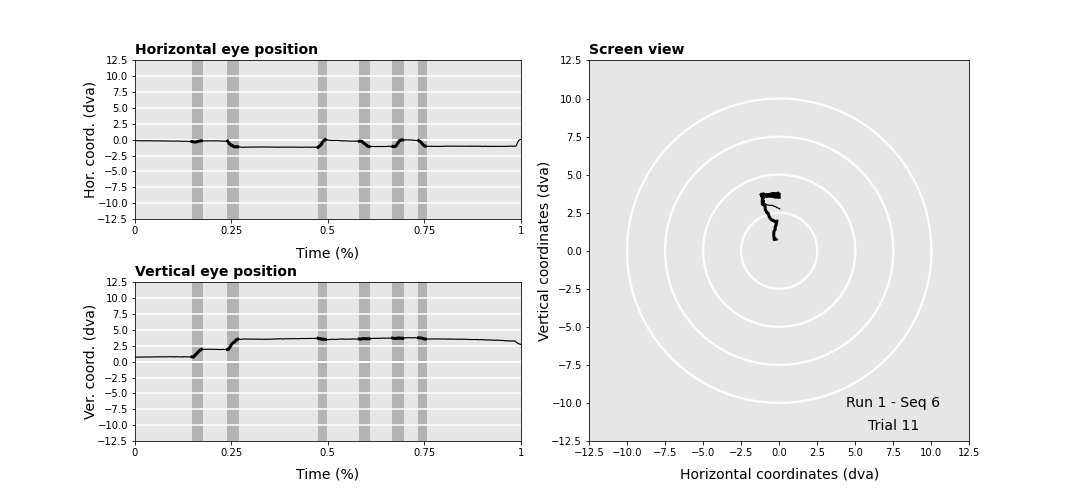 Horizontal eye position
Hor. coord. (dva)
12.5
10.0
7.5
5.0
2.5
0.0
−2.5
−5.0
−7.5
−10.0
−12.5
0 0.25 0.50 0.75 1
Time (%)
Vertical eye position
Ver. coord. (dva)
12.5
10.0
7.5
5.0
2.5
0.0
−2.5
−5.0
−7.5
−10.0
−12.5
0 0.25 0.50 0.75 1
Time (%)
Screen view
Vertical coordinates (dva)
12.5
10.0
7.5
5.0
2.5
0.0
−2.5
−5.0
−7.5
−10.0
−12.5
Run 1 - Seq 6
Trial 11
−12.5 −10.0 −7.5 −5.0 −2.5 0.0 2.5 5.0 7.5 10.0 12.5
Horizontal coordinates (dva)